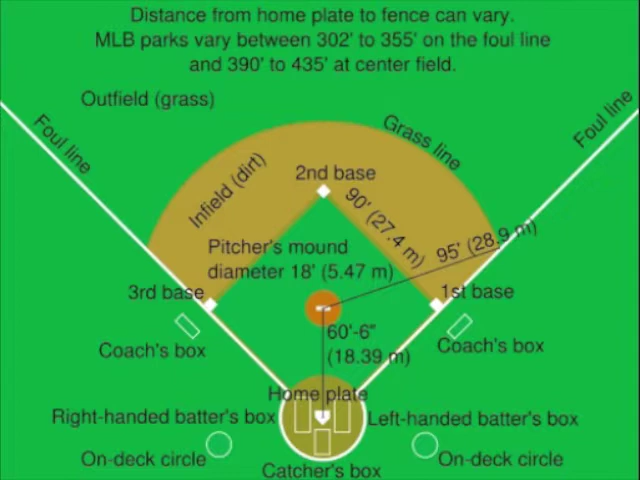 Distance from home plate to fence can vary.
MLB parks vary between 302' to 355' on the foul line
and 390' to 435' at center field.
Outfield (grass)
Foul line
Foul line
Grass line
Infield (dirt)
2nd base
90' (27.4 m)
95' (28.9 m)
Pitcher's mound
diameter 18' (5.47 m)
3rd base
1st base
60'-6"
(18.39 m)
Coach's box
Coach's box
Home plate
Right-handed batter's box
Left-handed batter's box
On-deck circle
On-deck circle
Catcher's box